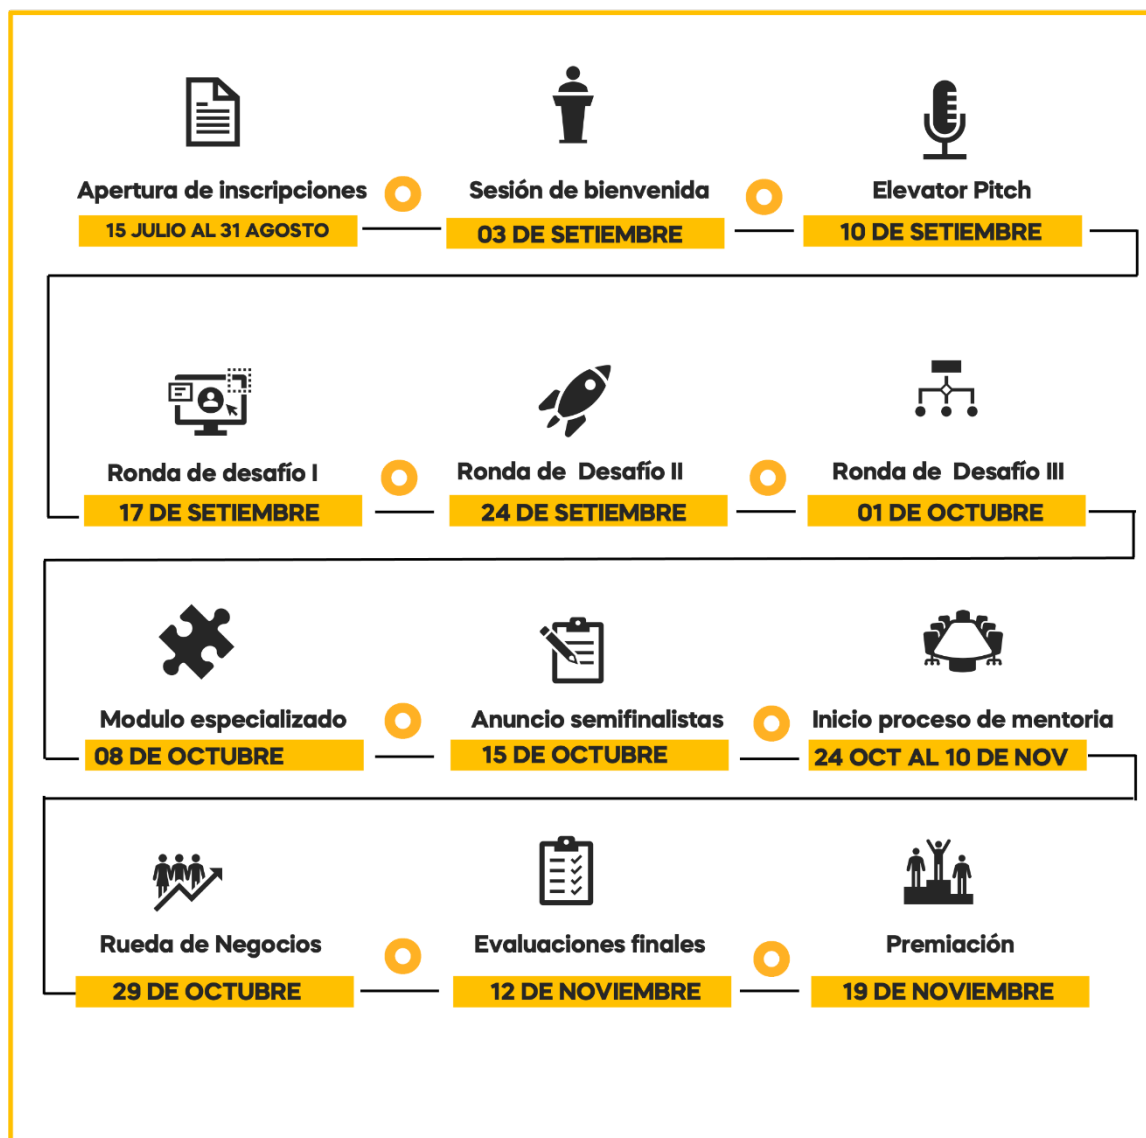 Apertura de inscripciones
15 JULIO AL 31 AGOSTO
Sesión de bienvenida
03 DE SETIEMBRE
Elevator Pitch
10 DE SETIEMBRE
Ronda de desafío I
17 DE SETIEMBRE
Ronda de Desafío II
24 DE SETIEMBRE
Ronda de Desafío III
01 DE OCTUBRE
Modulo especializado
08 DE OCTUBRE
Anuncio semifinalistas
15 DE OCTUBRE
Inicio proceso de mentoria
24 OCT AL 10 DE NOV
Rueda de Negocios
29 DE OCTUBRE
Evaluaciones finales
12 DE NOVIEMBRE
Premiación
19 DE NOVIEMBRE